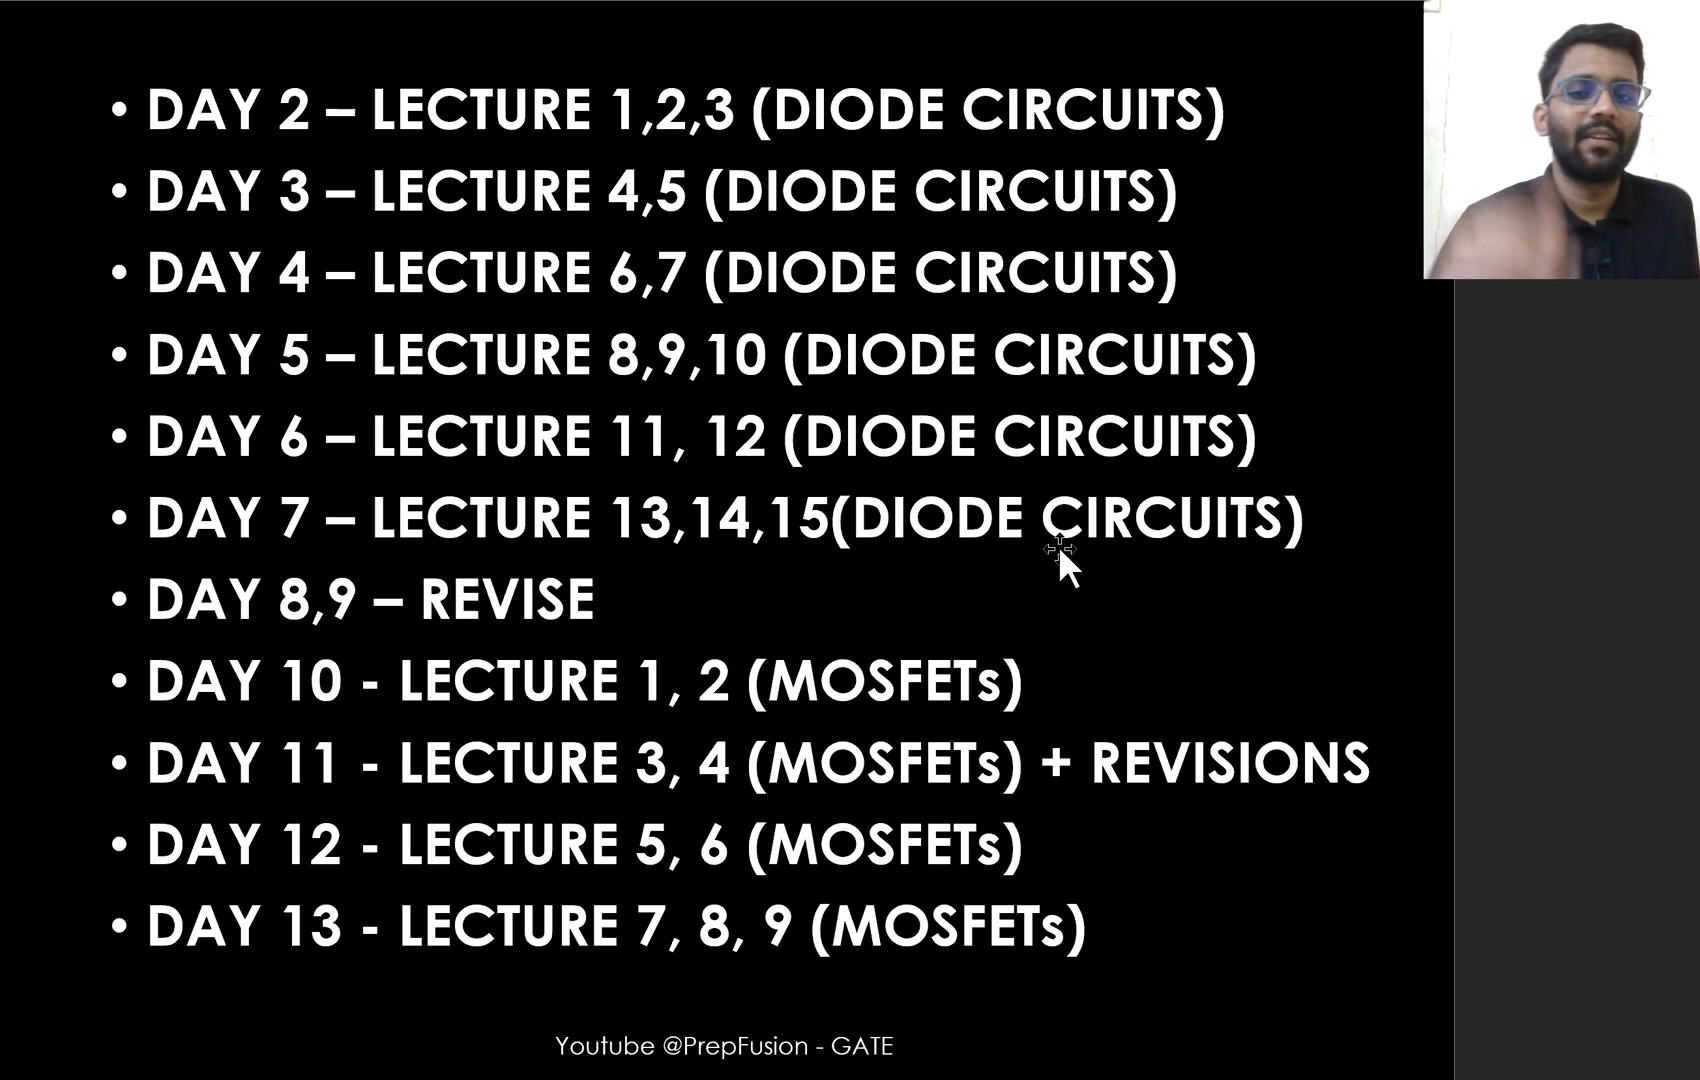 • DAY 2 – LECTURE 1,2,3 (DIODE CIRCUITS)
• DAY 3 – LECTURE 4,5 (DIODE CIRCUITS)
• DAY 4 – LECTURE 6,7 (DIODE CIRCUITS)
• DAY 5 – LECTURE 8,9,10 (DIODE CIRCUITS)
• DAY 6 – LECTURE 11, 12 (DIODE CIRCUITS)
• DAY 7 – LECTURE 13,14,15(DIODE CIRCUITS)
• DAY 8,9 – REVISE
• DAY 10 - LECTURE 1, 2 (MOSFETs)
• DAY 11 - LECTURE 3, 4 (MOSFETs) + REVISIONS
• DAY 12 - LECTURE 5, 6 (MOSFETs)
• DAY 13 - LECTURE 7, 8, 9 (MOSFETs)
Youtube @PrepFusion - GATE